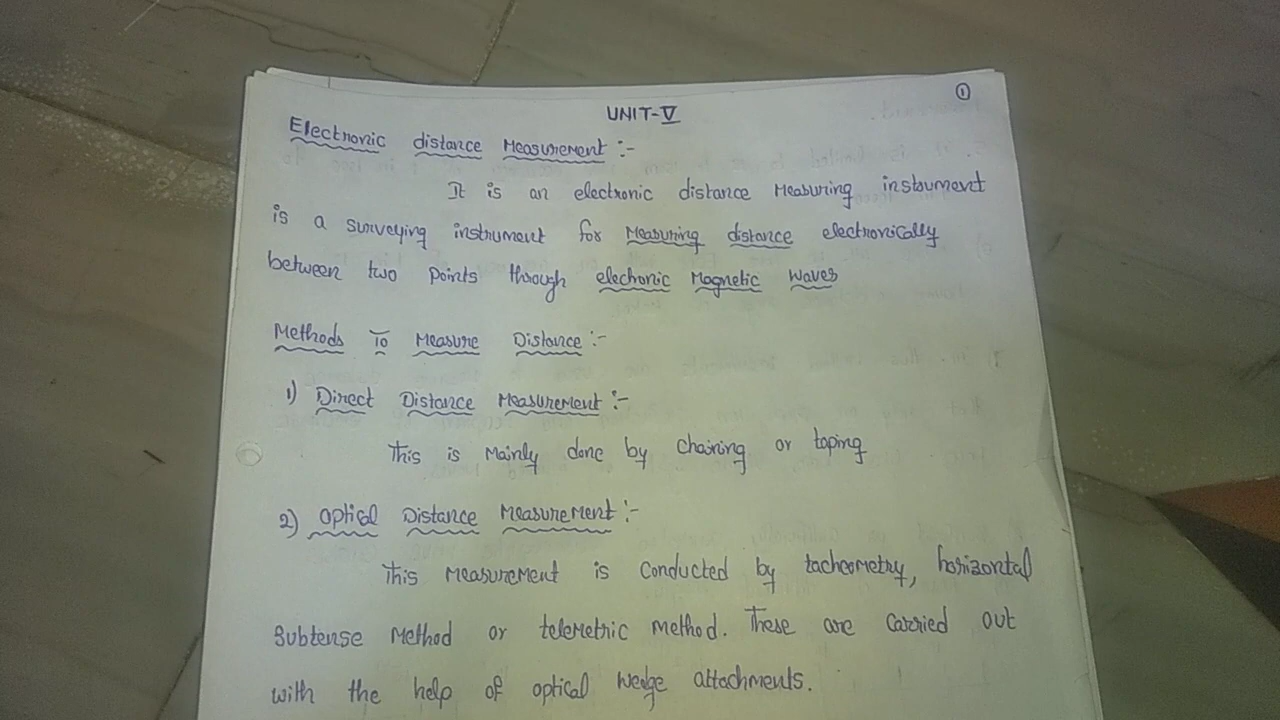 ①
UNIT-V
Electronic distance Measurement :-
It is an electronic distance Measuring instrument
is a surveying instrument for Measuring distance electronically
between two points through electronic Magnetic waves
Methods To Measure Distance :-
1) Direct Distance Measurement :-
This is Mainly done by chaining or taping
2) Optical Distance Measurement :-
This Measurement is conducted by tacheometry, horizontal
Subtense Method or telemetric method. These are carried out
with the help of optical wedge attachments.